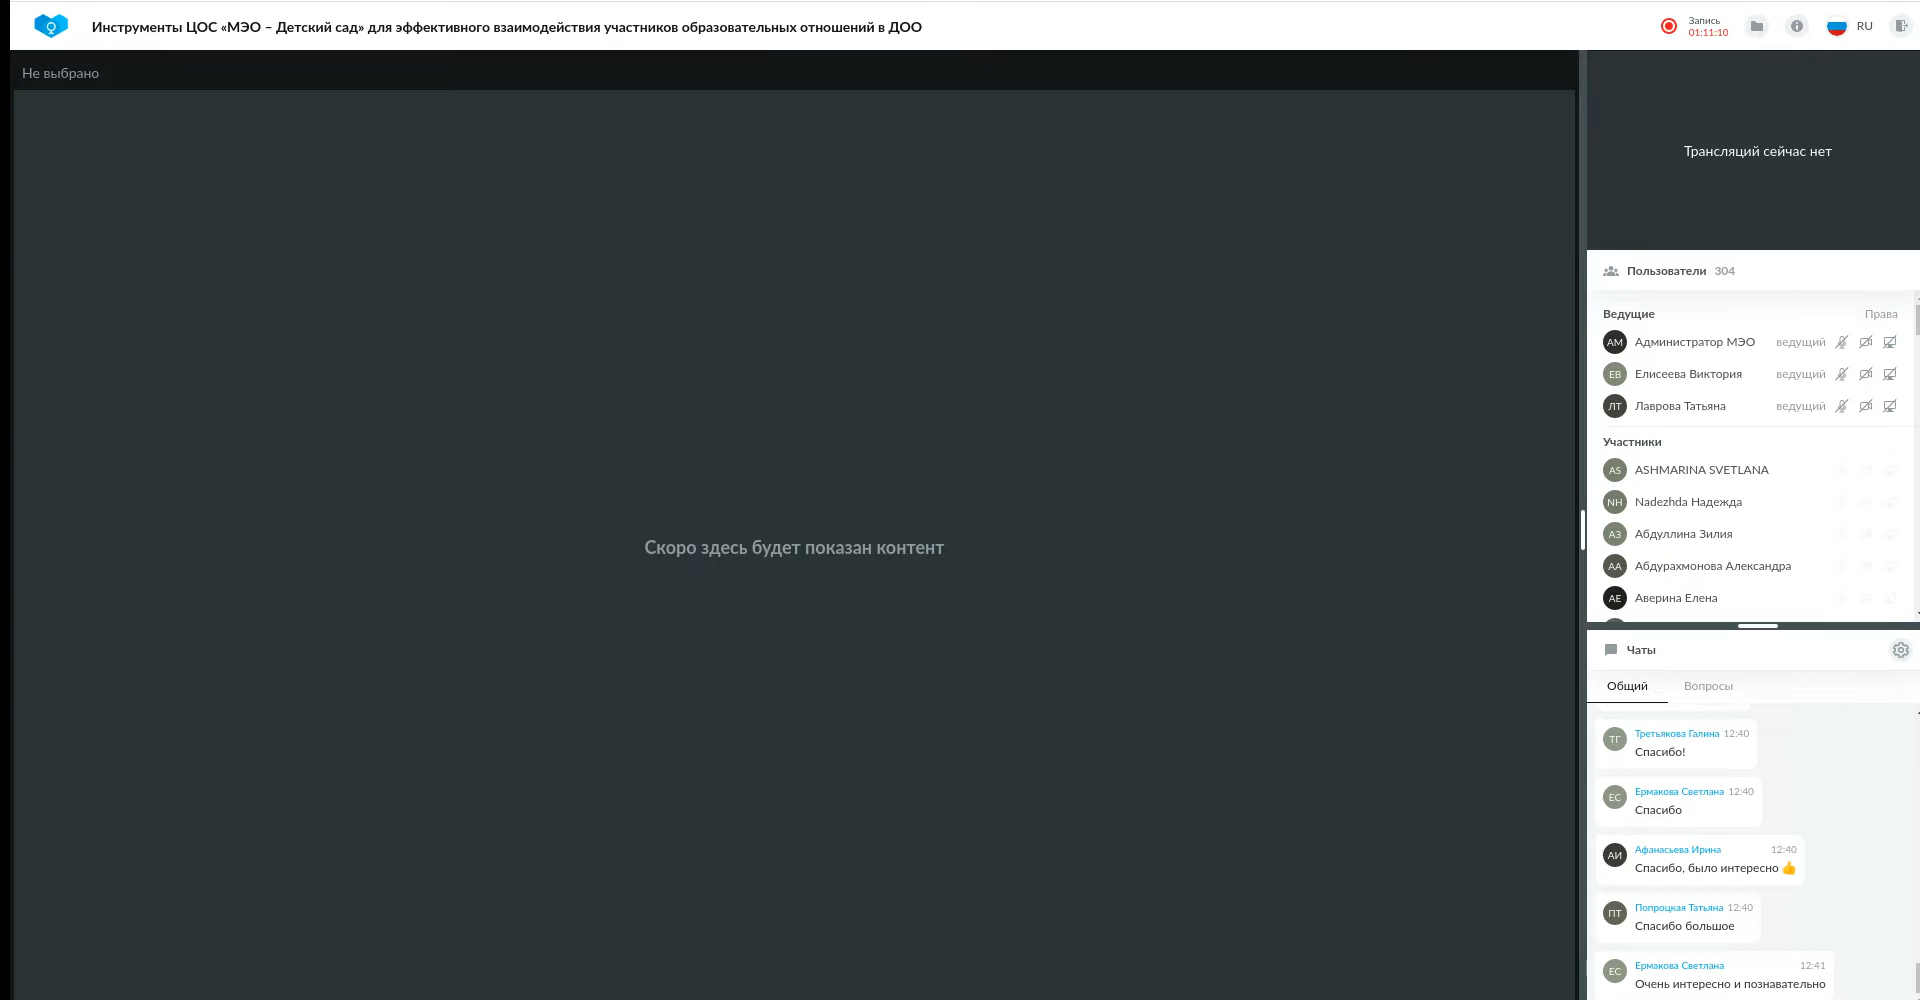 Инструменты ЦОС «МЭО – Детский сад» для эффективного взаимодействия участников образовательных отношений в ДОО
Запись
01:11:10
RU
Не выбрано
Скоро здесь будет показан контент
Трансляций сейчас нет
Пользователи 304
Ведущие Права
АМ Администратор МЭО ведущий
ЕВ Елисеева Виктория ведущий
ЛТ Лаврова Татьяна ведущий
Участники
AS ASHMARINA SVETLANA
NН Nadezhda Надежда
АЗ Абдуллина Зилия
АА Абдурахмонова Александра
АЕ Аверина Елена
Чаты
Общий Вопросы
ТГ Третьякова Галина 12:40
Спасибо!
ЕС Ермакова Светлана 12:40
Спасибо
АИ Афанасьева Ирина 12:40
Спасибо, было интересно 👍
ПТ Попроцкая Татьяна 12:40
Спасибо большое
ЕС Ермакова Светлана 12:41
Очень интересно и познавательно